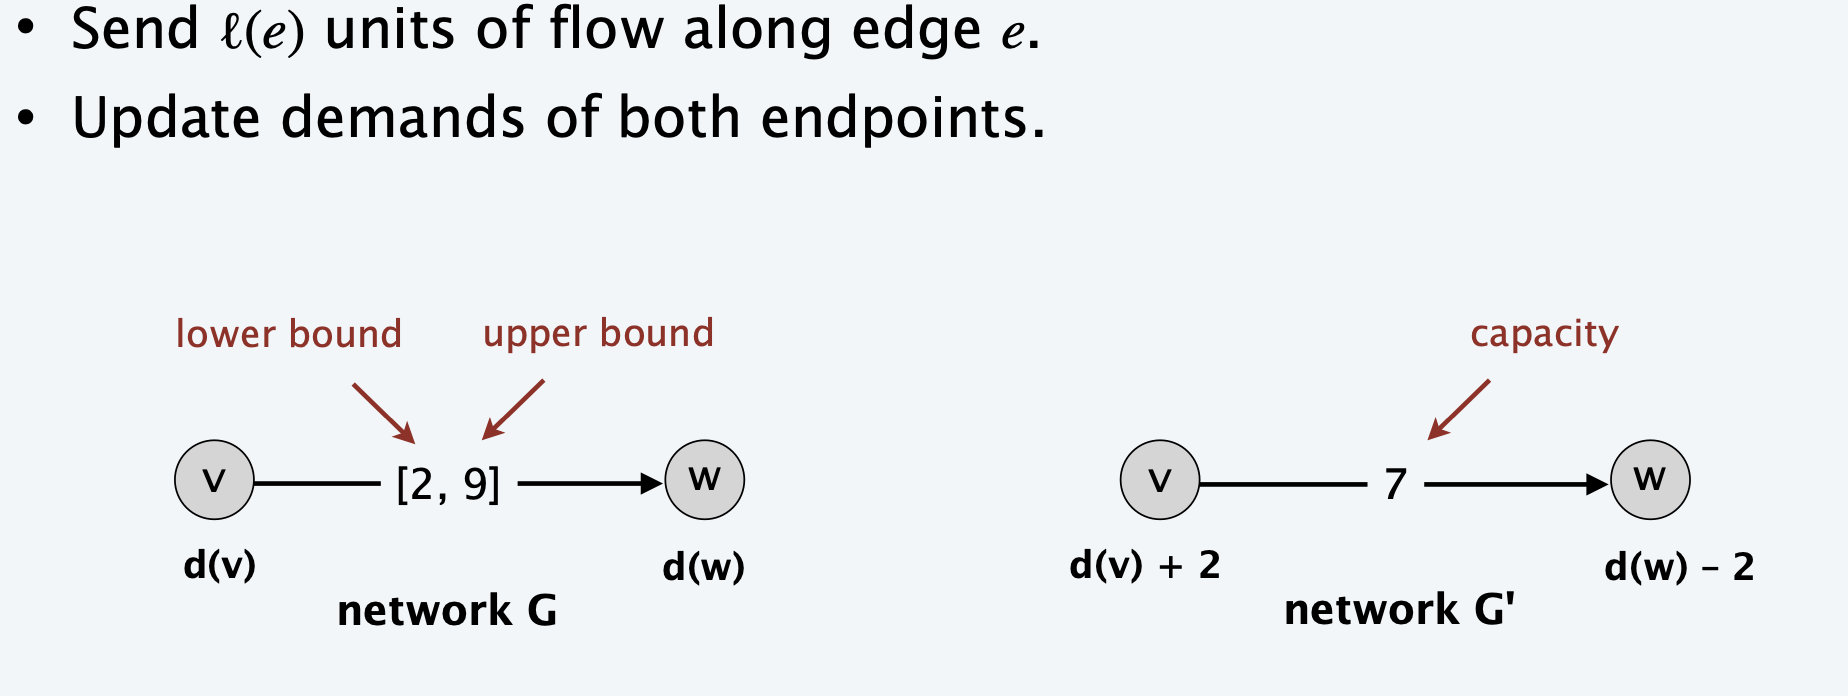 • Send ℓ(e) units of flow along edge e.
• Update demands of both endpoints.
lower bound upper bound capacity
v [2, 9] w v 7 w
d(v) d(w) d(v) + 2 d(w) – 2
network G network G'